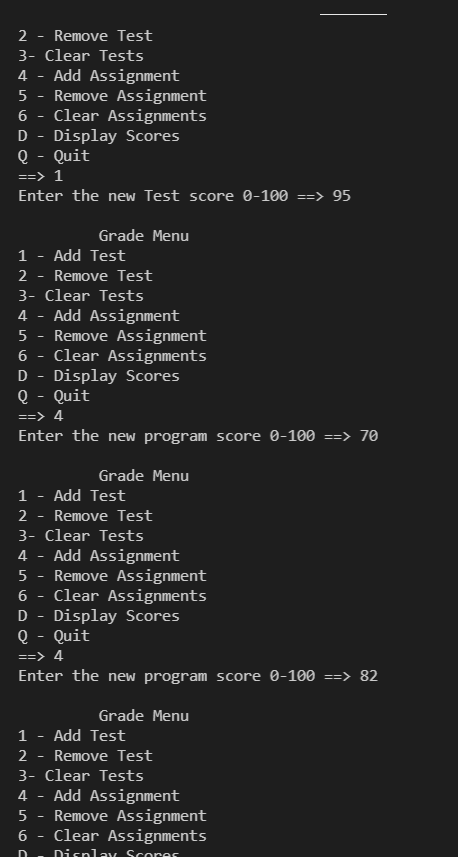 2 - Remove Test
3- Clear Tests
4 - Add Assignment
5 - Remove Assignment
6 - Clear Assignments
D - Display Scores
Q - Quit
==> 1
Enter the new Test score 0-100 ==> 95
Grade Menu
1 - Add Test
2 - Remove Test
3- Clear Tests
4 - Add Assignment
5 - Remove Assignment
6 - Clear Assignments
D - Display Scores
Q - Quit
==> 4
Enter the new program score 0-100 ==> 70
Grade Menu
1 - Add Test
2 - Remove Test
3- Clear Tests
4 - Add Assignment
5 - Remove Assignment
6 - Clear Assignments
D - Display Scores
Q - Quit
==> 4
Enter the new program score 0-100 ==> 82
Grade Menu
1 - Add Test
2 - Remove Test
3- Clear Tests
4 - Add Assignment
5 - Remove Assignment
6 - Clear Assignments
D - Display Scores